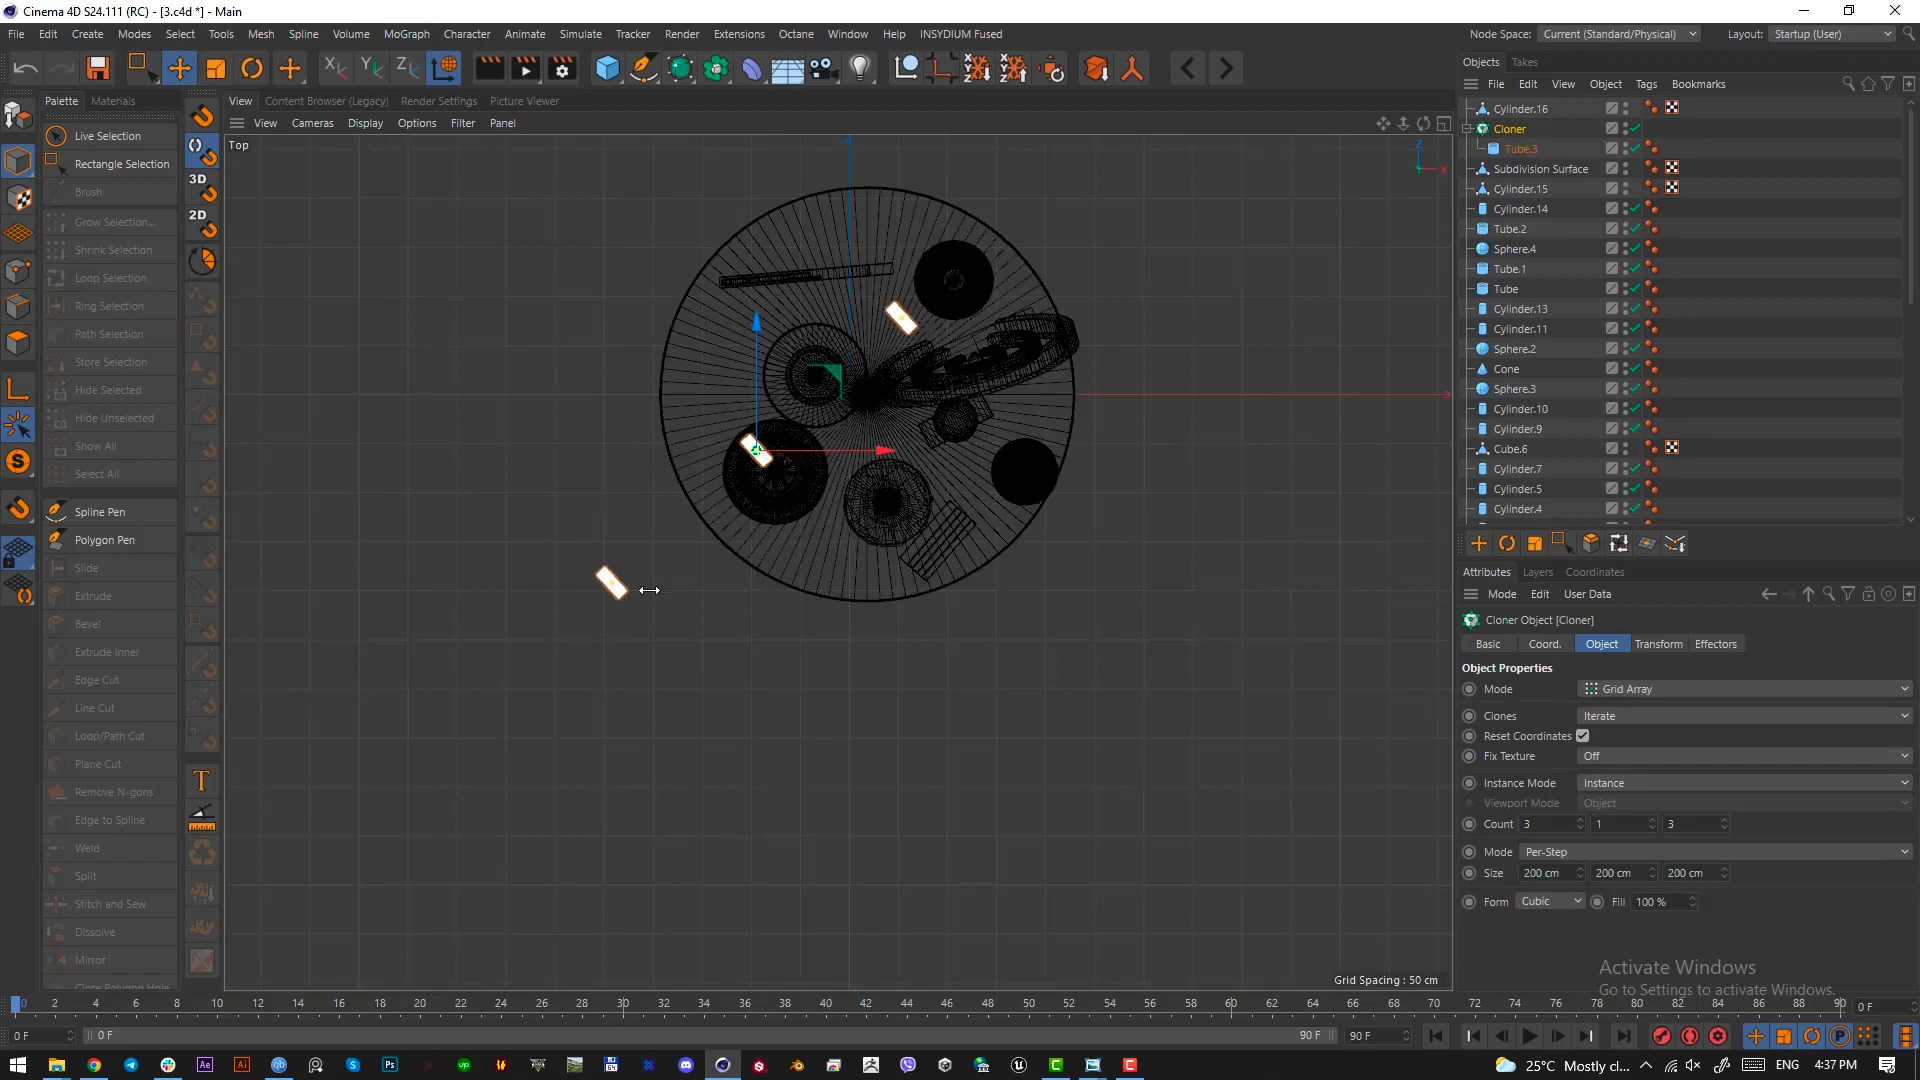 Cinema 4D S24.111 (RC) - [3.c4d *] - Main
File Edit Create Modes Select Tools Mesh Spline Volume MoGraph Character Animate Simulate Tracker Render Extensions Octane Window Help INSYDIUM Fused
Node Space: Current (Standard/Physical) Layout: Startup (User)
Palette Materials
View Content Browser (Legacy) Render Settings Picture Viewer
View Cameras Display Options Filter Panel
Top
Live Selection
Rectangle Selection
Brush
Grow Selection...
Shrink Selection
Loop Selection
Ring Selection
Path Selection
Store Selection
Hide Selected
Hide Unselected
Show All
Select All
Spline Pen
Polygon Pen
Slide
Extrude
Bevel
Extrude Inner
Edge Cut
Line Cut
Loop/Path Cut
Plane Cut
Remove N-gons
Edge to Spline
Weld
Split
Stitch and Sew
Dissolve
Mirror
Close Polygon Hole
3D
2D
Z
X
Grid Spacing : 50 cm
Objects Takes
File Edit View Object Tags Bookmarks
Cylinder.16
Cloner
Tube.3
Subdivision Surface
Cylinder.15
Cylinder.14
Tube.2
Sphere.4
Tube.1
Tube
Cylinder.13
Cylinder.11
Sphere.2
Cone
Sphere.3
Cylinder.10
Cylinder.9
Cube.6
Cylinder.7
Cylinder.5
Cylinder.4
Attributes Layers Coordinates
Mode Edit User Data
Cloner Object [Cloner]
Basic Coord. Object Transform Effectors
Object Properties
Mode Grid Array
Clones Iterate
Reset Coordinates
Fix Texture Off
Instance Mode Instance
Viewport Mode Object
Count 3 1 3
Mode Per-Step
Size 200 cm 200 cm 200 cm
Form Cubic Fill 100 %
Activate Windows
Go to Settings to activate Windows.
0 2 4 6 8 10 12 14 16 18 20 22 24 26 28 30 32 34 36 38 40 42 44 46 48 50 52 54 56 58 60 62 64 66 68 70 72 74 76 78 80 82 84 86 88 90 0 F
0 F 0 F 90 F 90 F
25°C Mostly cl... ENG 4:37 PM